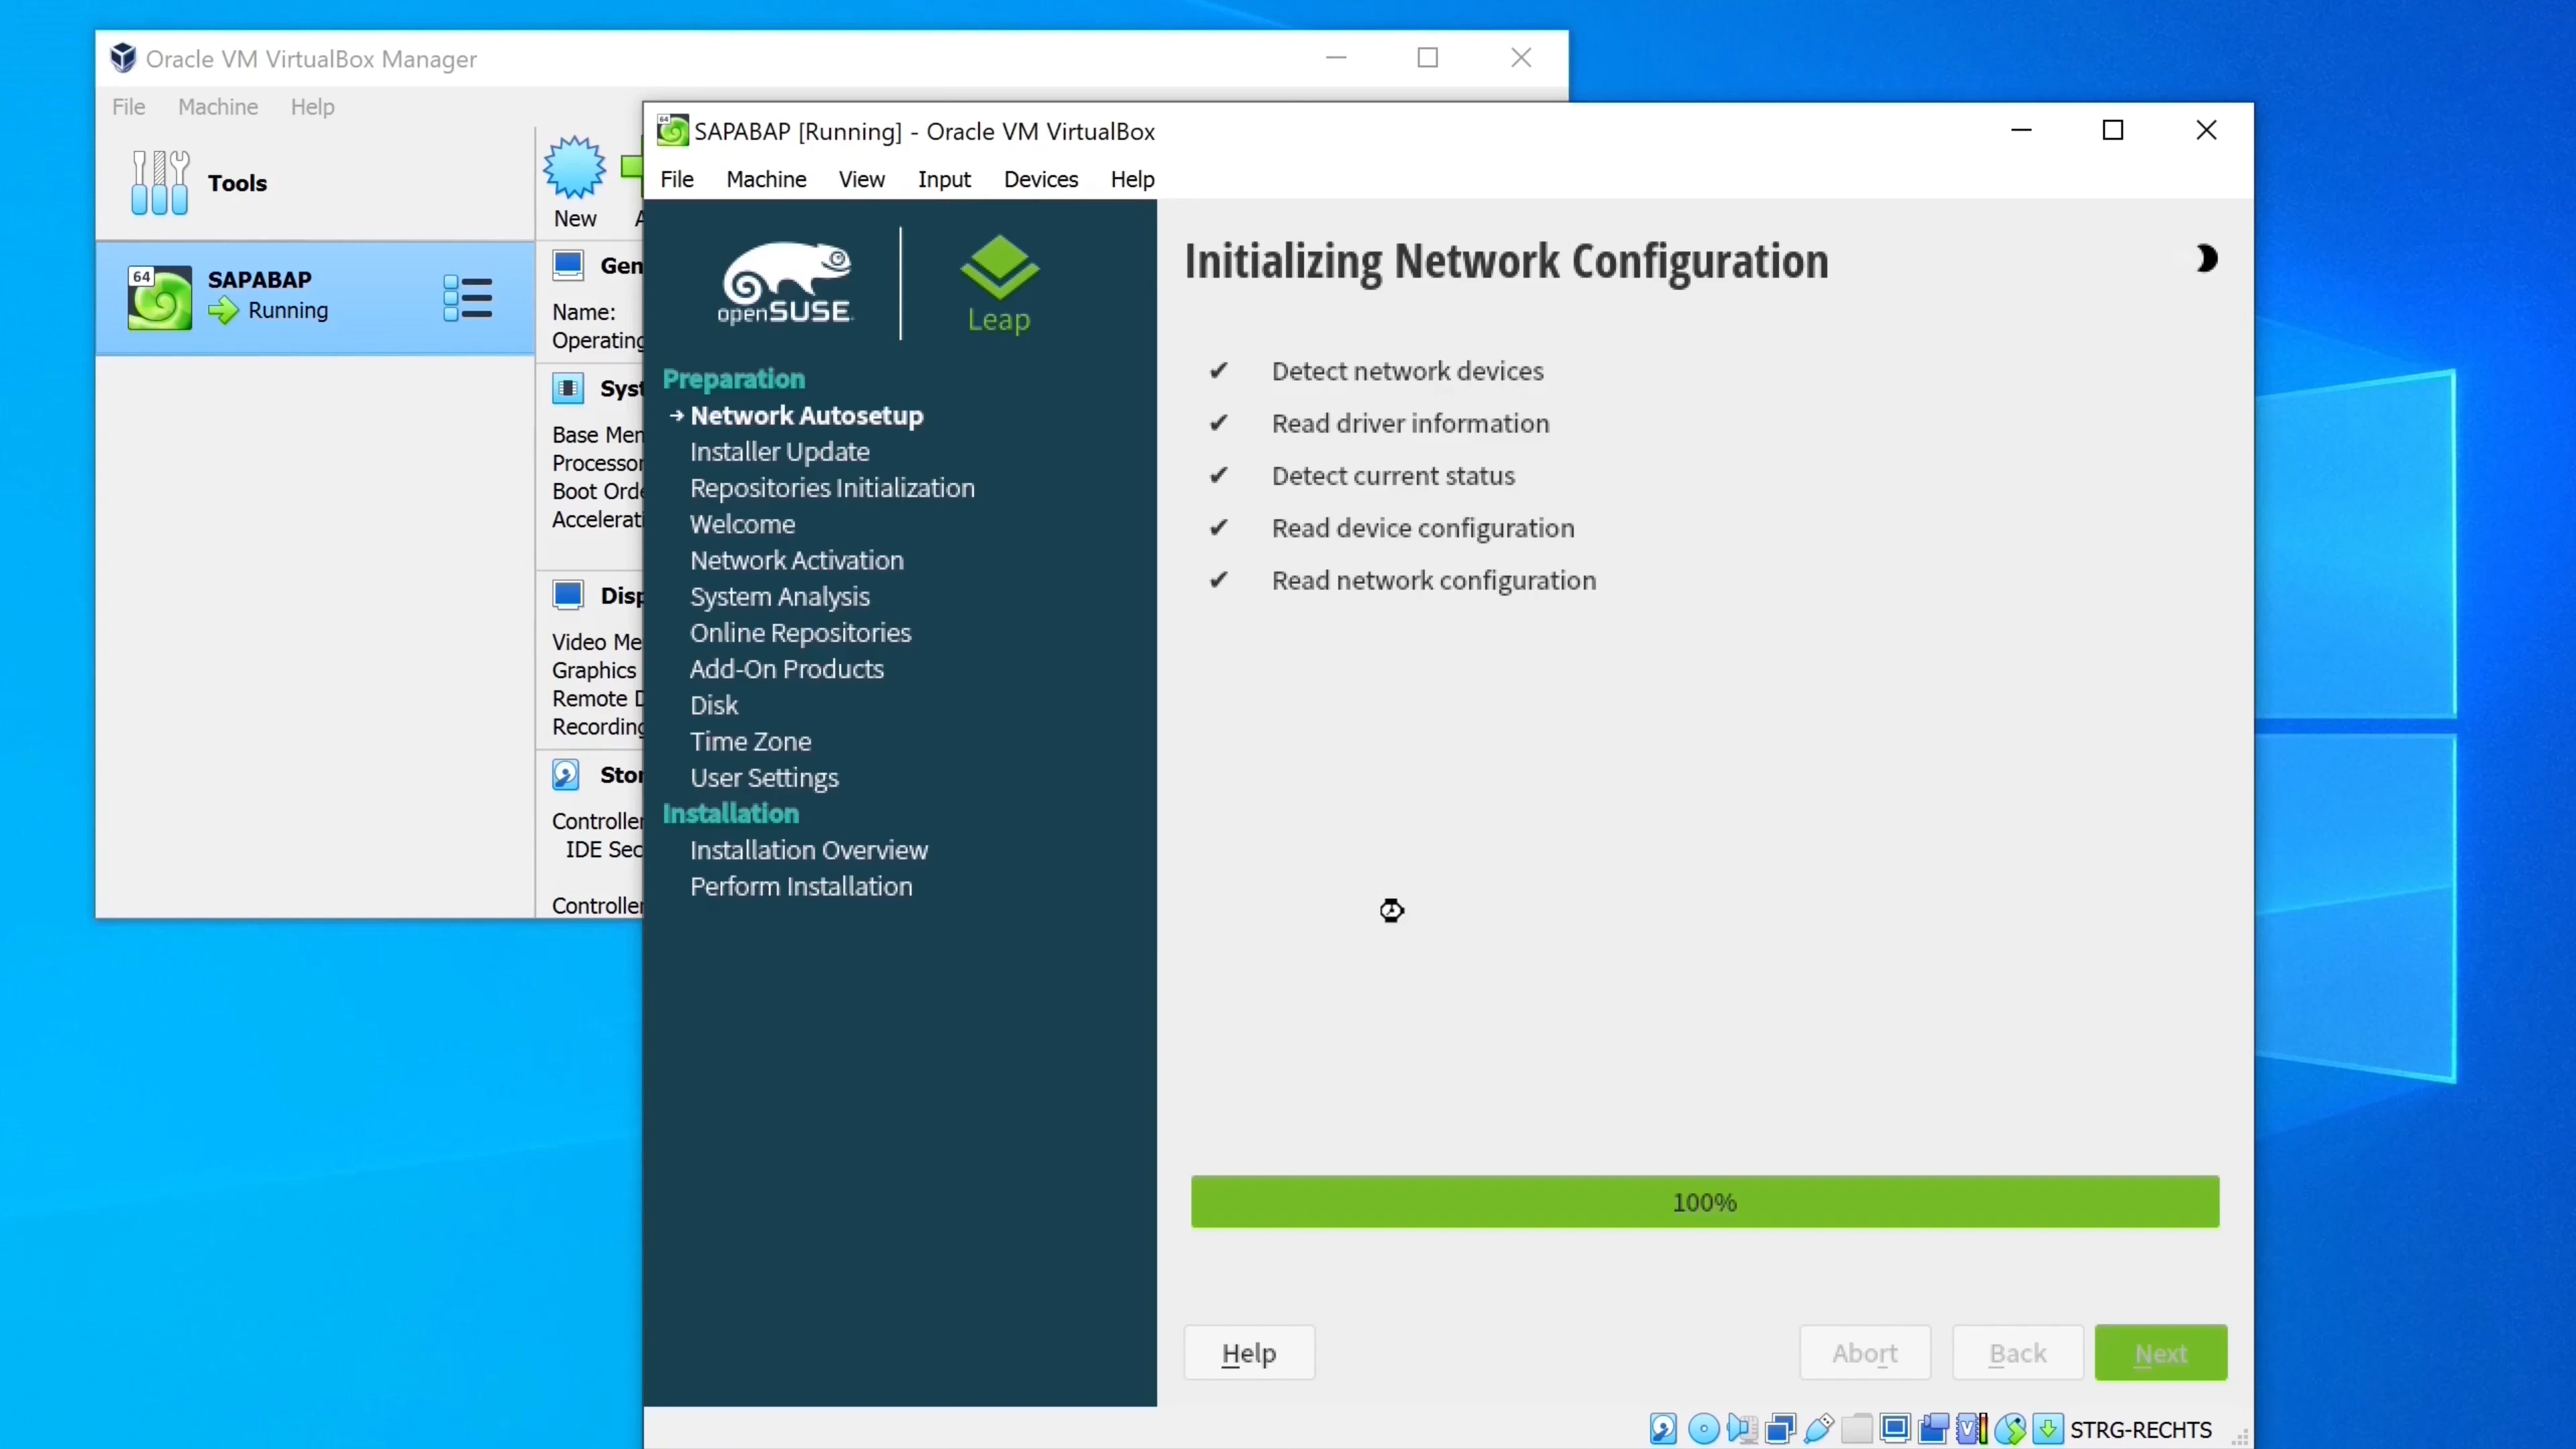 Oracle VM VirtualBox Manager
File Machine Help
Tools
New
64
SAPABAP
Running
Name:
Boot
Graphics
SAPABAP [Running] - Oracle VM VirtualBox
File Machine View Input Devices Help
openSUSE
Leap
Preparation
Network Autosetup
Installer Update
Repositories Initialization
Welcome
Network Activation
System Analysis
Online Repositories
Add-On Products
Disk
Time Zone
User Settings
Installation
Installation Overview
Perform Installation
Initializing Network Configuration
✔ Detect network devices
✔ Read driver information
✔ Detect current status
✔ Read device configuration
✔ Read network configuration
100%
Help
Abort
Back
Next
STRG-RECHTS